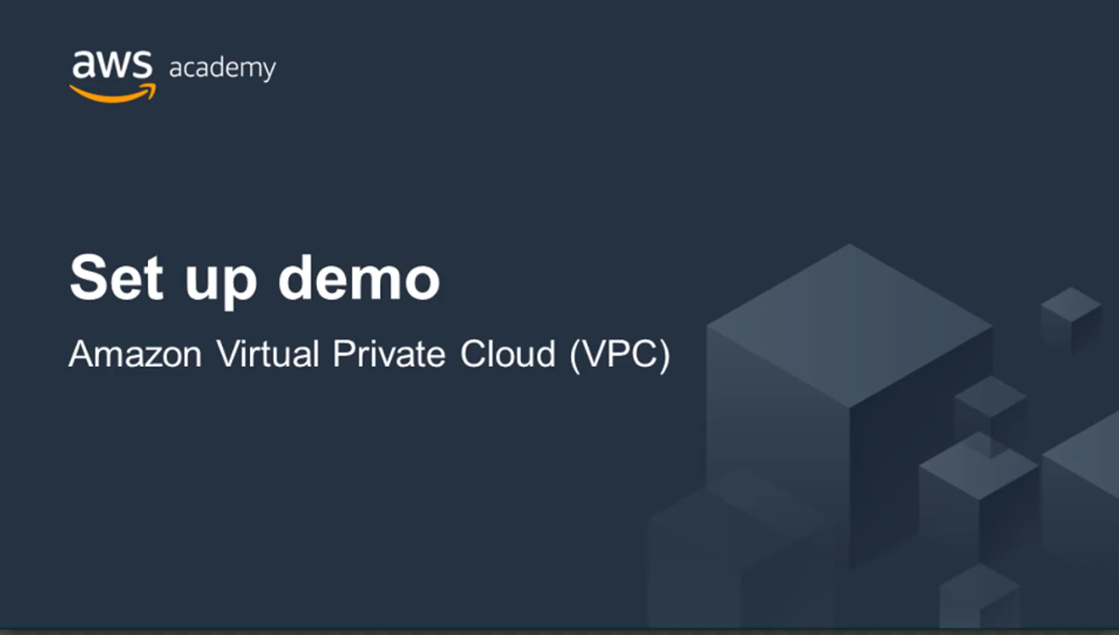 aws academy
Set up demo
Amazon Virtual Private Cloud (VPC)